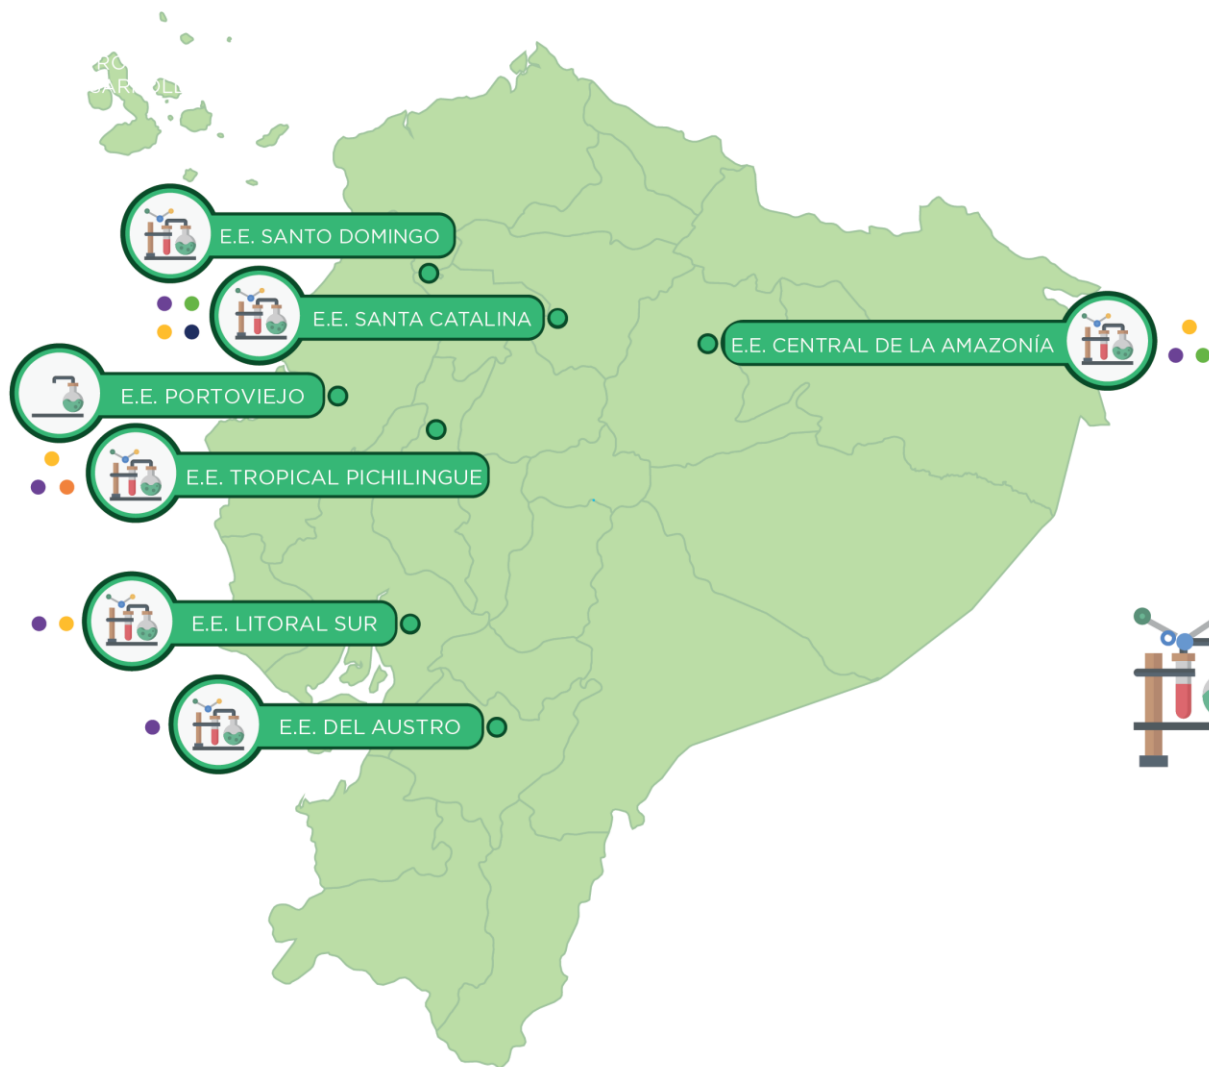 E.E. SANTO DOMINGO
E.E. SANTA CATALINA
E.E. CENTRAL DE LA AMAZONÍA
E.E. PORTOVIEJO
E.E. TROPICAL PICHILINGUE
E.E. LITORAL SUR
E.E. DEL AUSTRO